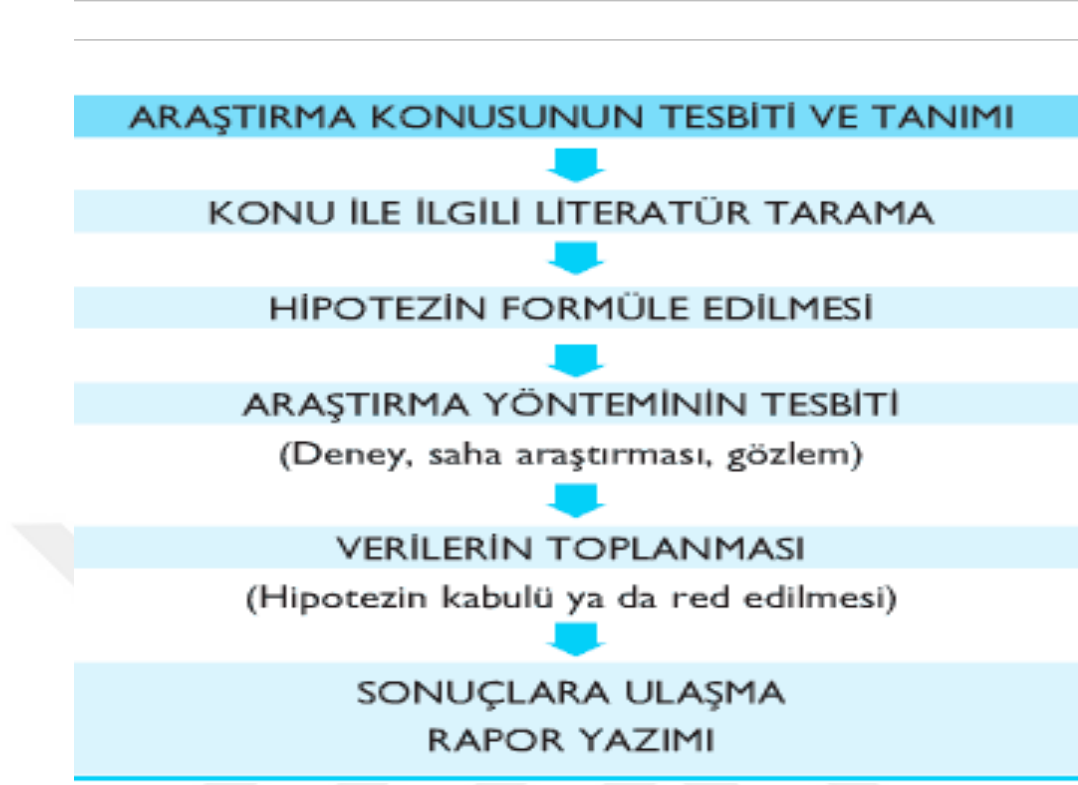 ARAŞTIRMA KONUSUNUN TESBİTİ VE TANIMI
KONU İLE İLGİLİ LİTERATÜR TARAMA
HİPOTEZİN FORMÜLE EDİLMESİ
ARAŞTIRMA YÖNTEMİNİN TESBİTİ
(Deney, saha araştırması, gözlem)
VERİLERİN TOPLANMASI
(Hipotezin kabulü ya da red edilmesi)
SONUÇLARA ULAŞMA
RAPOR YAZIMI